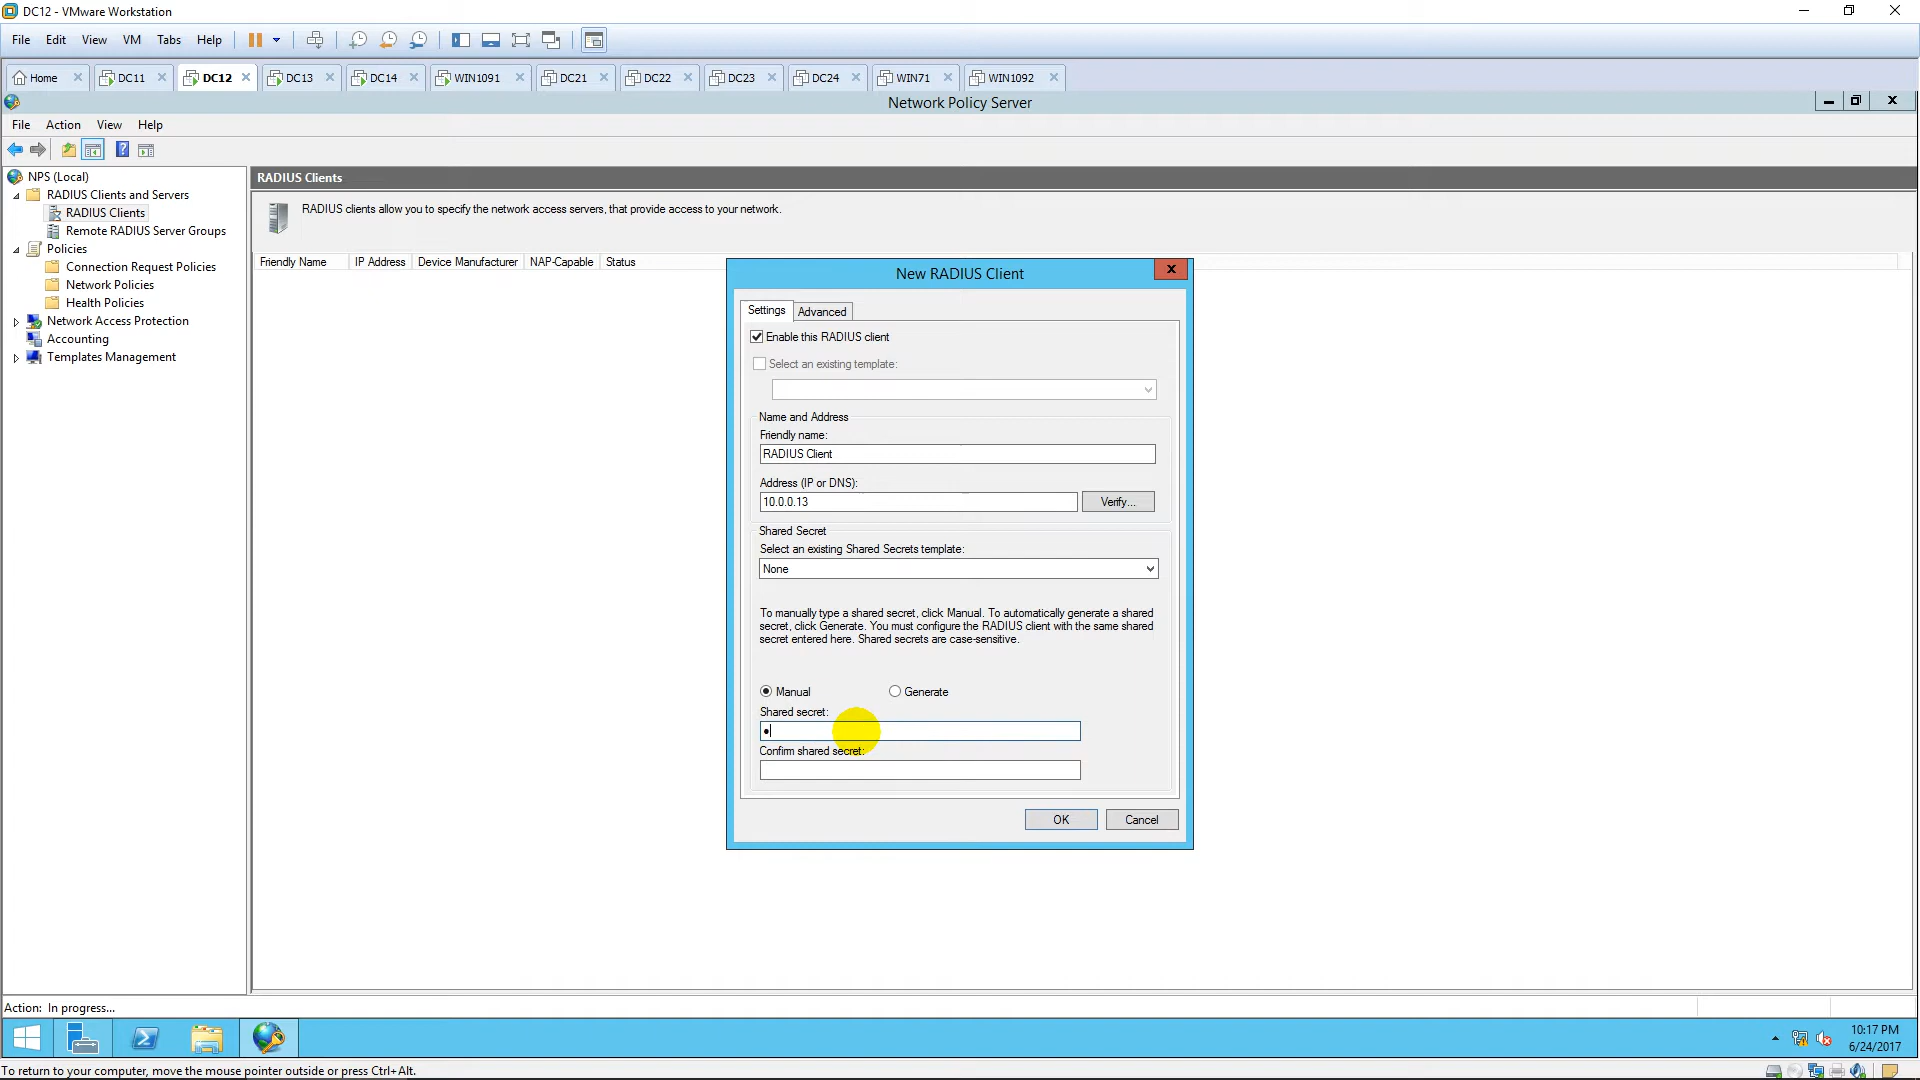 DC12 - VMware Workstation
File Edit View VM Tabs Help
Home DC11 DC12 DC13 DC14 WIN1091 DC21 DC22 DC23 DC24 WIN71 WIN1092
Network Policy Server
File Action View Help
NPS (Local)
RADIUS Clients and Servers
RADIUS Clients
Remote RADIUS Server Groups
Policies
Connection Request Policies
Network Policies
Health Policies
Network Access Protection
Accounting
Templates Management
RADIUS Clients
RADIUS clients allow you to specify the network access servers, that provide access to your network.
Friendly Name IP Address Device Manufacturer NAP-Capable Status
New RADIUS Client
Settings Advanced
Enable this RADIUS client
Select an existing template:
Name and Address
Friendly name:
RADIUS Client
Address (IP or DNS):
10.0.0.13 Verify...
Shared Secret
Select an existing Shared Secrets template:
None
To manually type a shared secret, click Manual. To automatically generate a shared
secret, click Generate. You must configure the RADIUS client with the same shared
secret entered here. Shared secrets are case-sensitive.
Manual Generate
Shared secret:
Confirm shared secret:
OK Cancel
Action: In progress...
10:17 PM
6/24/2017
To return to your computer, move the mouse pointer outside or press Ctrl+Alt.